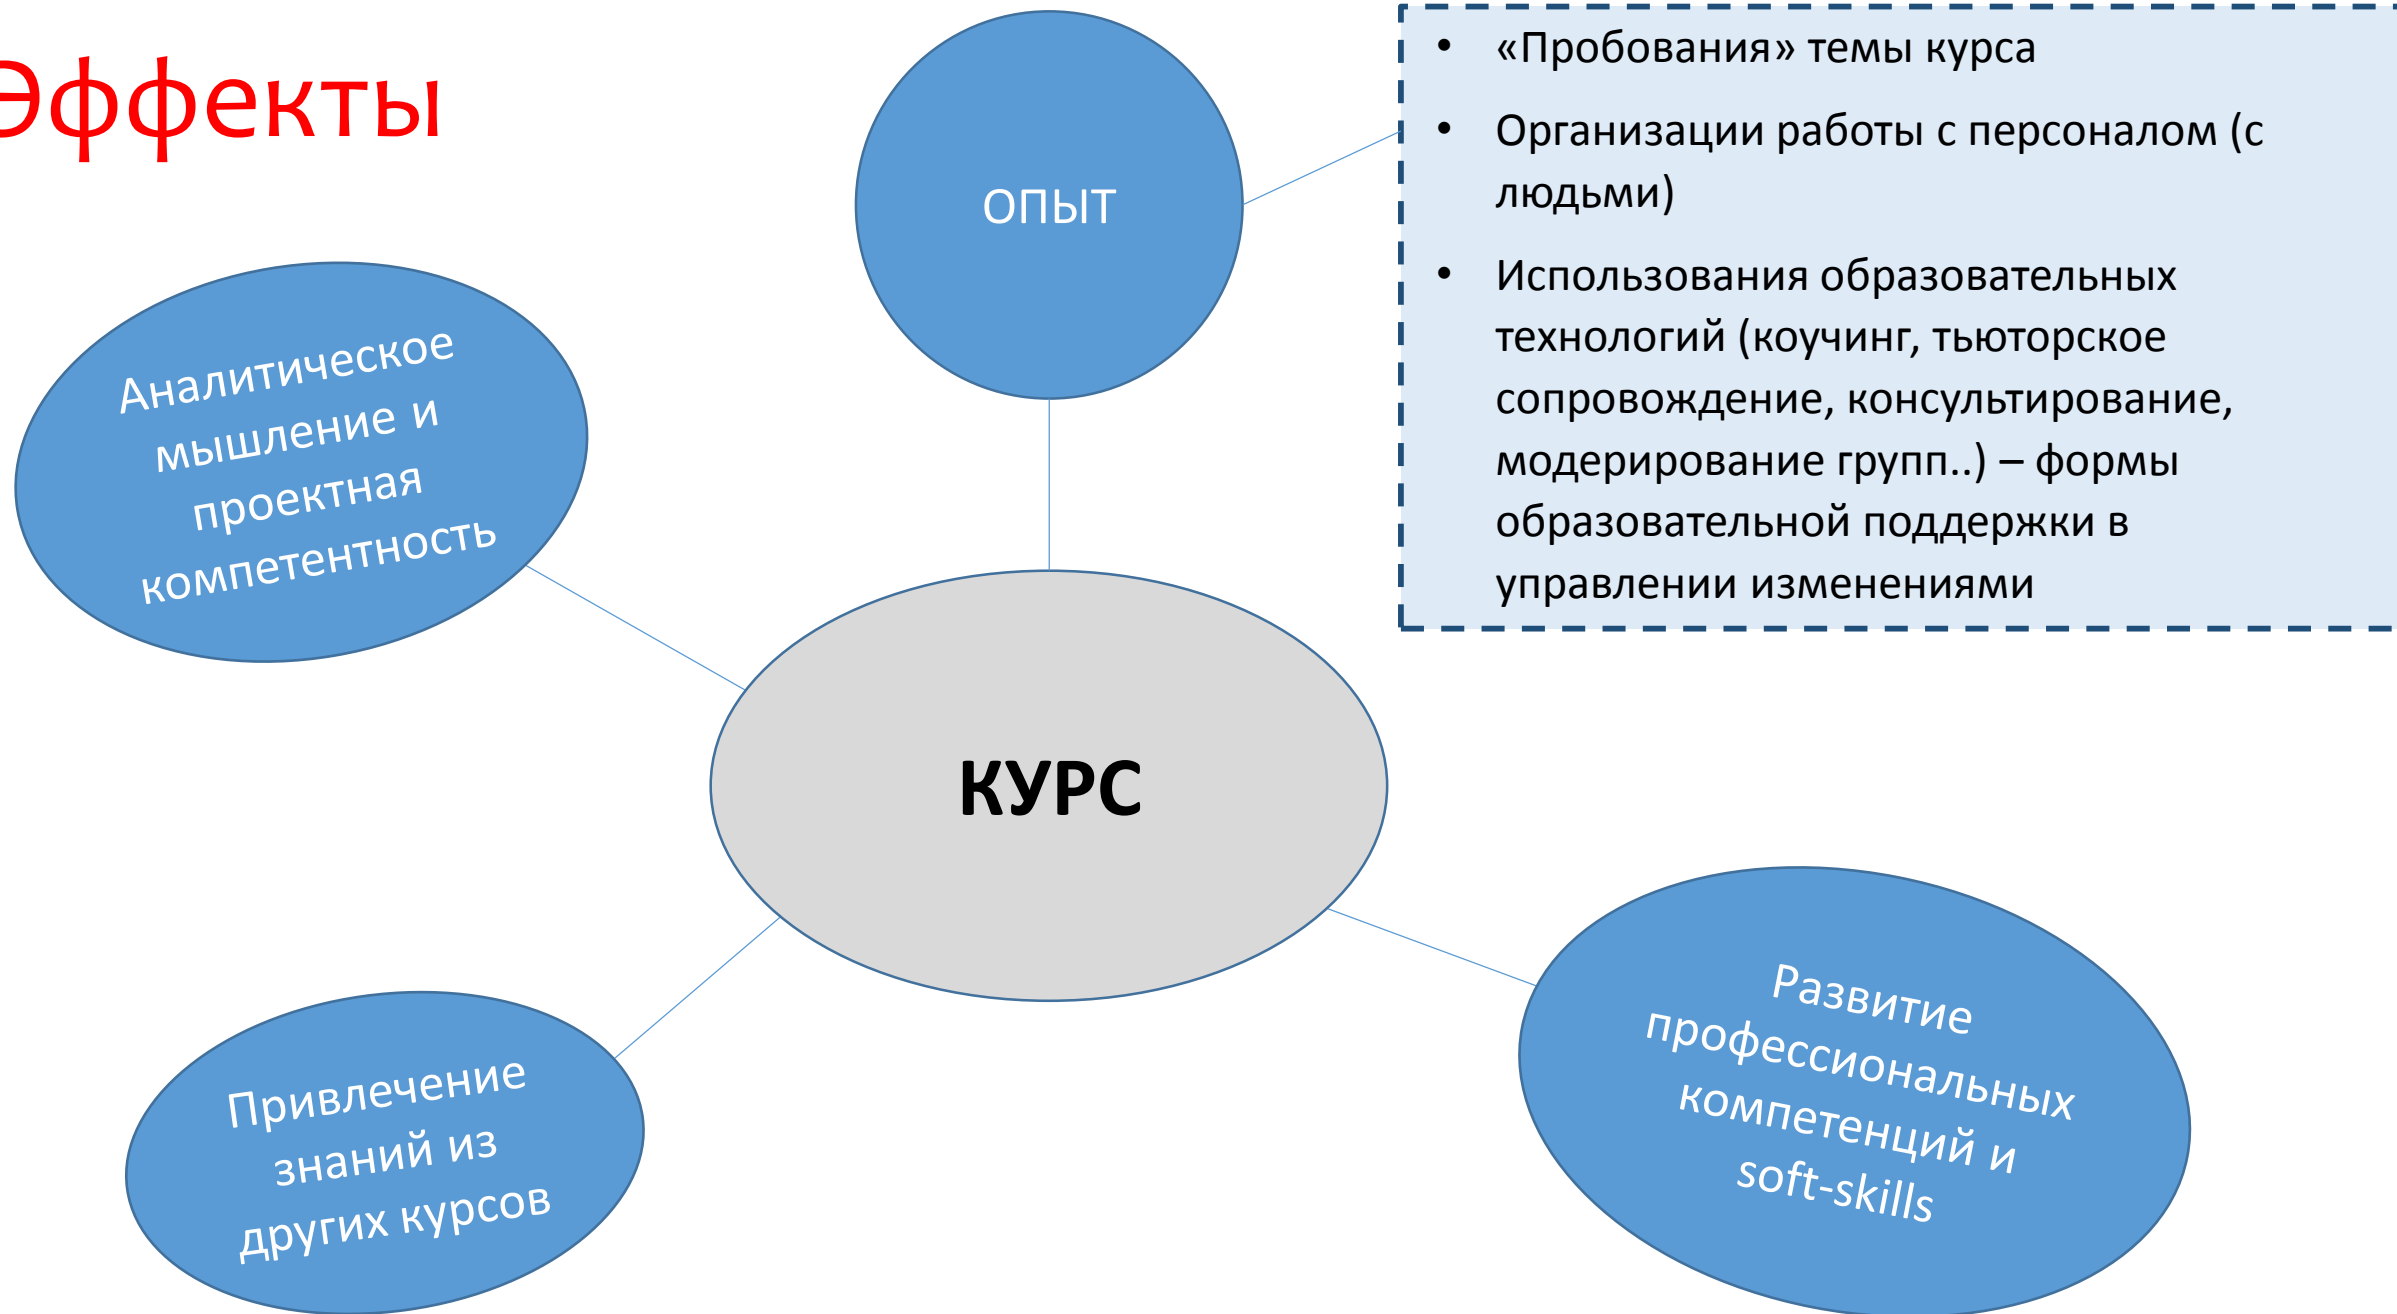 Эффекты
ОПЫТ
• «Пробования» темы курса
• Организации работы с персоналом (с
людьми)
• Использования образовательных
технологий (коучинг, тьюторское
сопровождение, консультирование,
модерирование групп..) – формы
образовательной поддержки в
управлении изменениями
Аналитическое
мышление и
проектная
компетентность
КУРС
Привлечение
знаний из
других курсов
Развитие
профессиональных
компетенций и
soft-skills